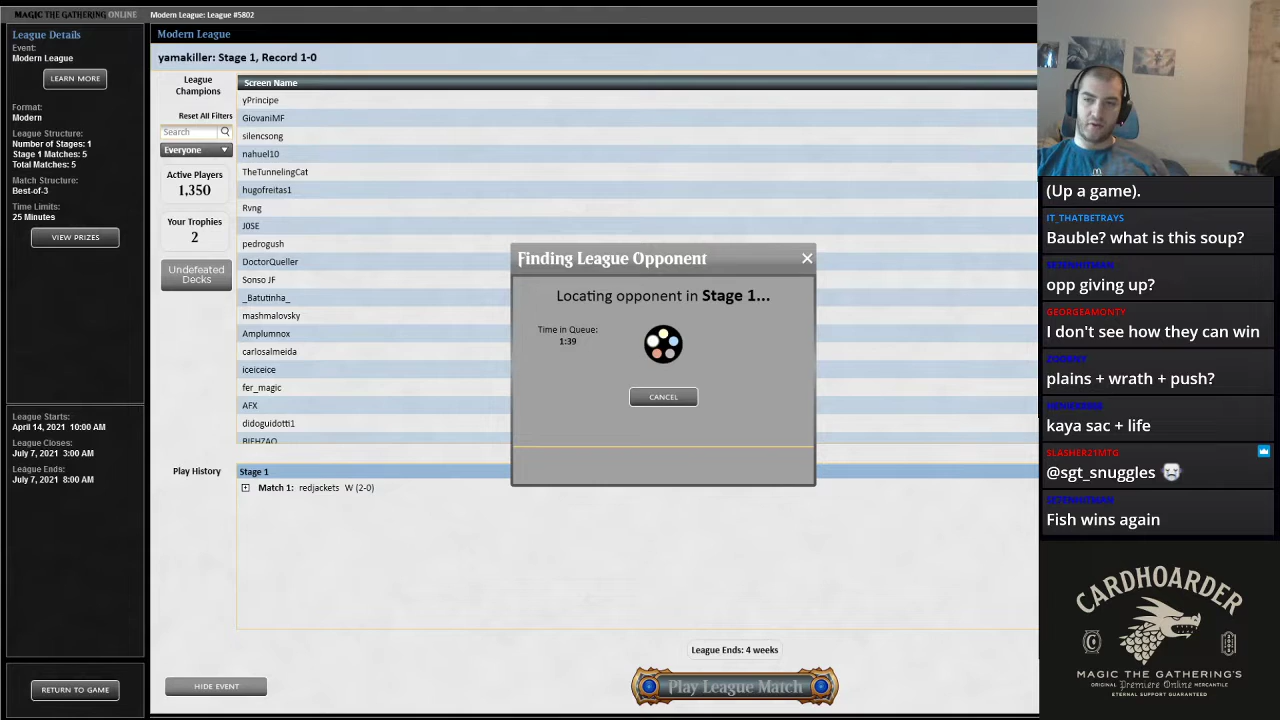 MAGIC THE GATHERING ONLINE
Modern League: League #5802
League Details
Event:
Modern League
LEARN MORE
Format:
Modern
League Structure:
Number of Stages: 1
Stage 1 Matches: 5
Total Matches: 5
Match Structure:
Best-of-3
Time Limits:
25 Minutes
VIEW PRIZES
League Starts:
April 14, 2021 10:00 AM
League Closes:
July 7, 2021 3:00 AM
League Ends:
July 7, 2021 8:00 AM
RETURN TO GAME
Modern League
yamakiller: Stage 1, Record 1-0
League
Champions
Reset All Filters
Search
Everyone
Active Players
1,350
Your Trophies
2
Undefeated
Decks
Screen Name
yPrincipe
GiovaniMF
silencsong
nahuel10
TheTunnelingCat
hugofreitas1
Rvng
J0SE
pedrogush
DoctorQueller
Sonso JF
_Batutinha_
mashmalovsky
Amplumnox
carlosalmeida
iceiceice
fer_magic
AFX
didoguidotti1
Play History
Stage 1
Match 1: redjackets W (2-0)
Finding League Opponent
Locating opponent in Stage 1...
Time in Queue:
1:39
CANCEL
League Ends: 4 weeks
HIDE EVENT
Play League Match
(Up a game).
IT_THATBETRAYS
Bauble? what is this soup?
opp giving up?
GEORGEAMONTY
I don't see how they can win
plains + wrath + push?
kaya sac + life
SLASHER21MTG
@sgt_snuggles
Fish wins again
CARDHOARDER
MAGIC THE GATHERING'S
ORIGINAL Premiere Online MERCANTILE
ETERNAL SUPPORT GUARANTEED